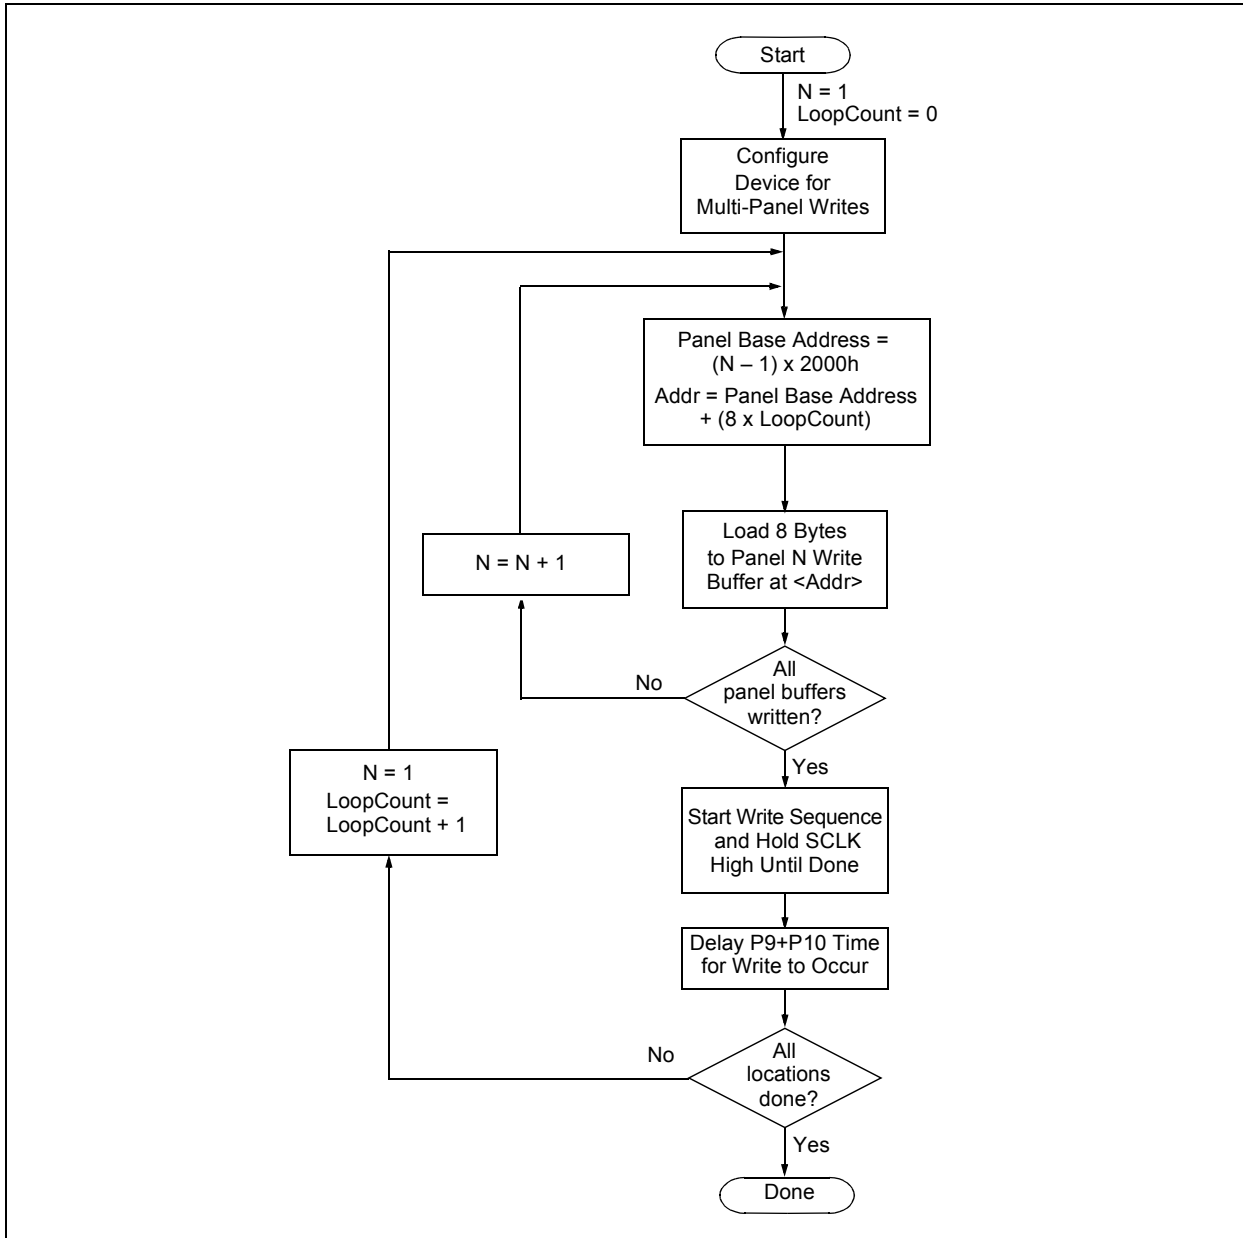 Start
N = 1
LoopCount = 0
Configure
Device for
Multi-Panel Writes
Panel Base Address =
(N – 1) x 2000h
Addr = Panel Base Address
+ (8 x LoopCount)
Load 8 Bytes
to Panel N Write
Buffer at <Addr>
N = N + 1
All
panel buffers
written?
No
Yes
N = 1
LoopCount =
LoopCount + 1
Start Write Sequence
and Hold SCLK
High Until Done
Delay P9+P10 Time
for Write to Occur
All
locations
done?
No
Yes
Done